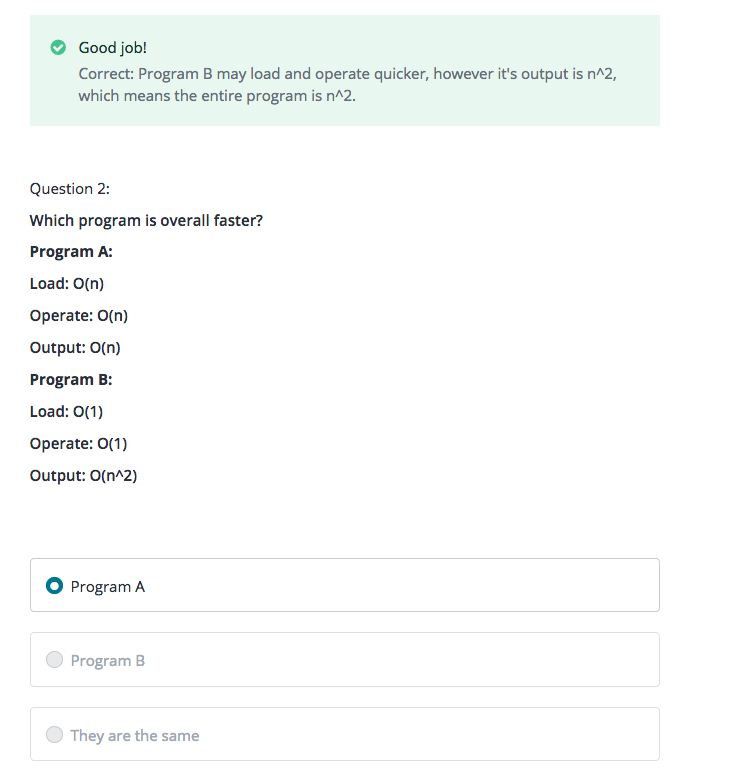 Good job!
Correct: Program B may load and operate quicker, however it's output is n^2,
which means the entire program is n^2.
Question 2:
Which program is overall faster?
Program A:
Load: O(n)
Operate: O(n)
Output: O(n)
Program B:
Load: O(1)
Operate: O(1)
Output: O(n^2)
Program A
Program B
They are the same